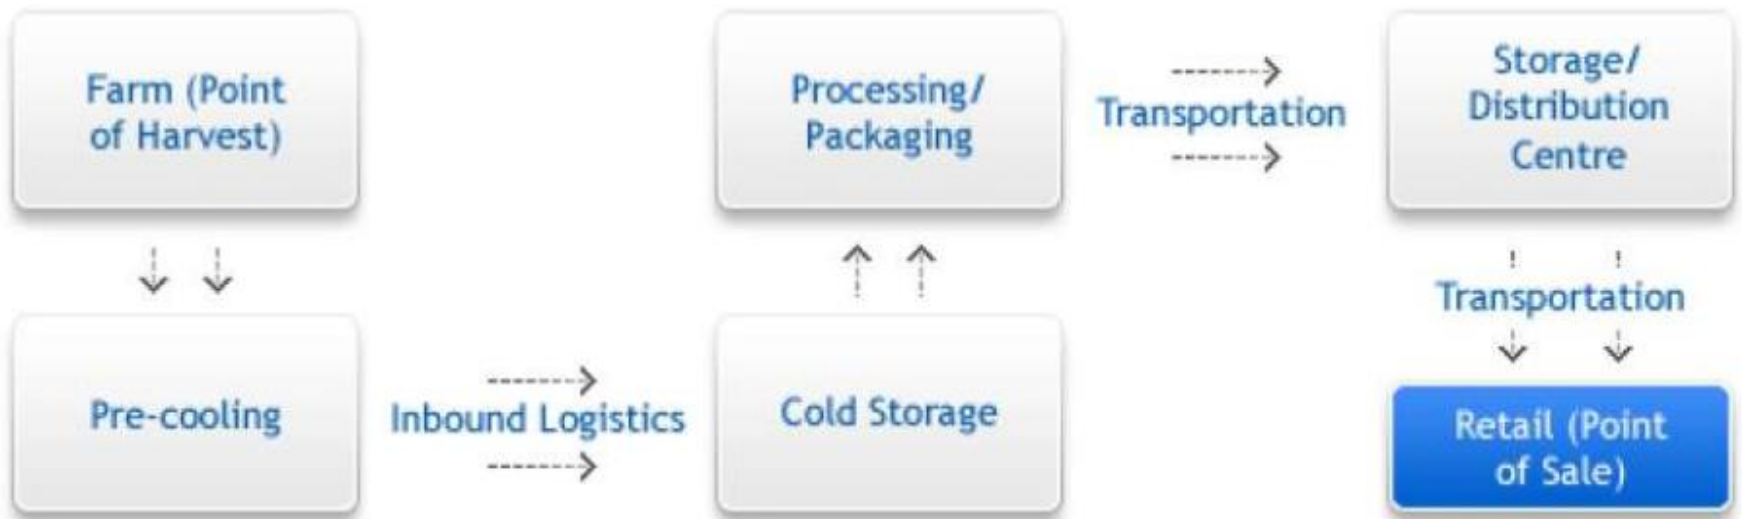 Farm (Point
of Harvest)
Pre-cooling
Inbound Logistics
Cold Storage
Processing/
Packaging
Transportation
Storage/
Distribution
Centre
Transportation
Retail (Point
of Sale)